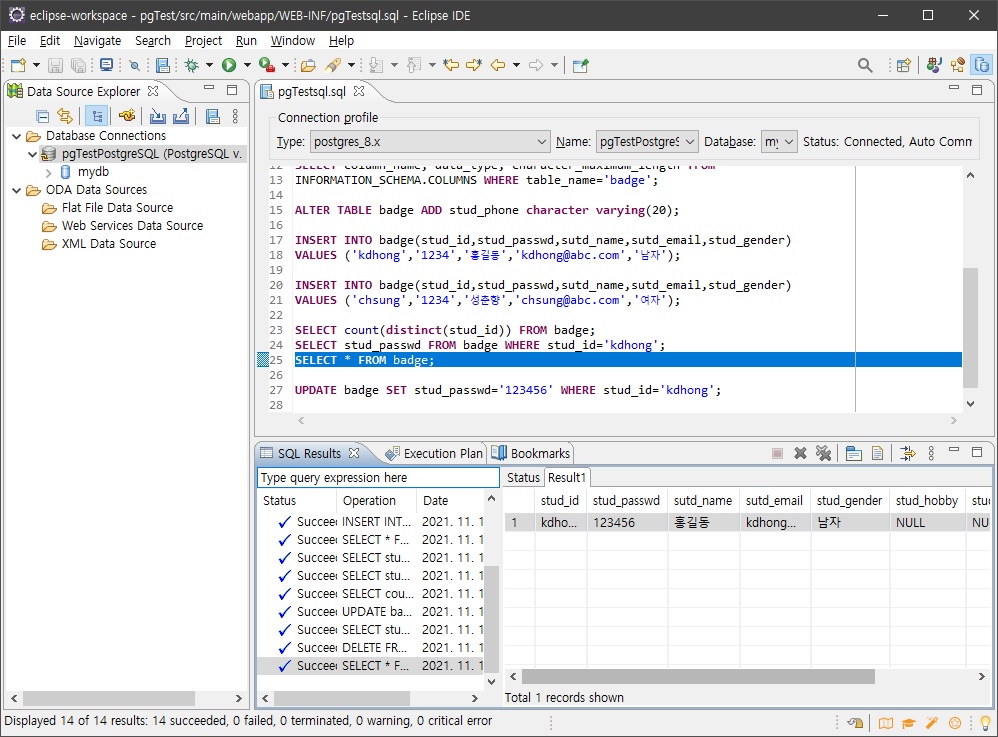 eclipse-workspace - pgTest/src/main/webapp/WEB-INF/pgTestsql.sql - Eclipse IDE
File Edit Navigate Search Project Run Window Help
Data Source Explorer
Database Connections
pgTestPostgreSQL (PostgreSQL v.
mydb
ODA Data Sources
Flat File Data Source
Web Services Data Source
XML Data Source
pgTestsql.sql
Connection profile
Type: postgres_8.x Name: pgTestPostgreS Database: my Status: Connected, Auto Comm
12 SELECT column_name, data_type, character_maximum_length FROM
13 INFORMATION_SCHEMA.COLUMNS WHERE table_name='badge';
14
15 ALTER TABLE badge ADD stud_phone character varying(20);
16
17 INSERT INTO badge(stud_id,stud_passwd,sutd_name,sutd_email,stud_gender)
18 VALUES ('kdhong','1234','홍길동','kdhong@abc.com','남자');
19
20 INSERT INTO badge(stud_id,stud_passwd,sutd_name,sutd_email,stud_gender)
21 VALUES ('chsung','1234','성춘향','chsung@abc.com','여자');
22
23 SELECT count(distinct(stud_id)) FROM badge;
24 SELECT stud_passwd FROM badge WHERE stud_id='kdhong';
25 SELECT * FROM badge;
26
27 UPDATE badge SET stud_passwd='123456' WHERE stud_id='kdhong';
28
SQL Results Execution Plan Bookmarks
Type query expression here
Status Operation Date
Succee INSERT INT... 2021. 11. 1
Succee SELECT * F... 2021. 11. 1
Succee SELECT stu... 2021. 11. 1
Succee SELECT stu... 2021. 11. 1
Succee SELECT cou... 2021. 11. 1
Succee UPDATE ba... 2021. 11. 1
Succee SELECT stu... 2021. 11. 1
Succee DELETE FR... 2021. 11. 1
Succee SELECT * F... 2021. 11. 1
Status Result1
stud_id stud_passwd sutd_name sutd_email stud_gender stud_hobby stud
1 kdho... 123456 홍길동 kdhong... 남자 NULL NU
Total 1 records shown
Displayed 14 of 14 results: 14 succeeded, 0 failed, 0 terminated, 0 warning, 0 critical error